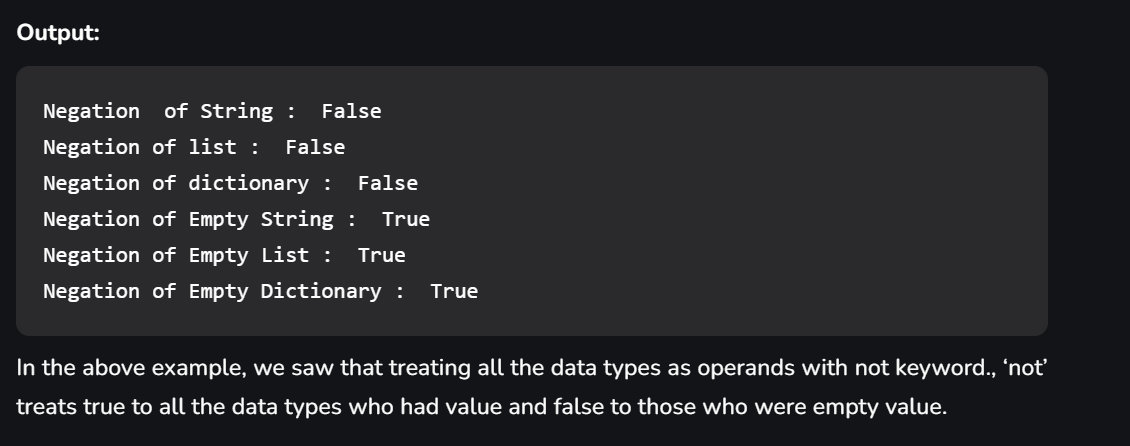 Output:
Negation  of String :  False
Negation of list :  False
Negation of dictionary :  False
Negation of Empty String :  True
Negation of Empty List :  True
Negation of Empty Dictionary :  True
In the above example, we saw that treating all the data types as operands with not keyword., ‘not’
treats true to all the data types who had value and false to those who were empty value.